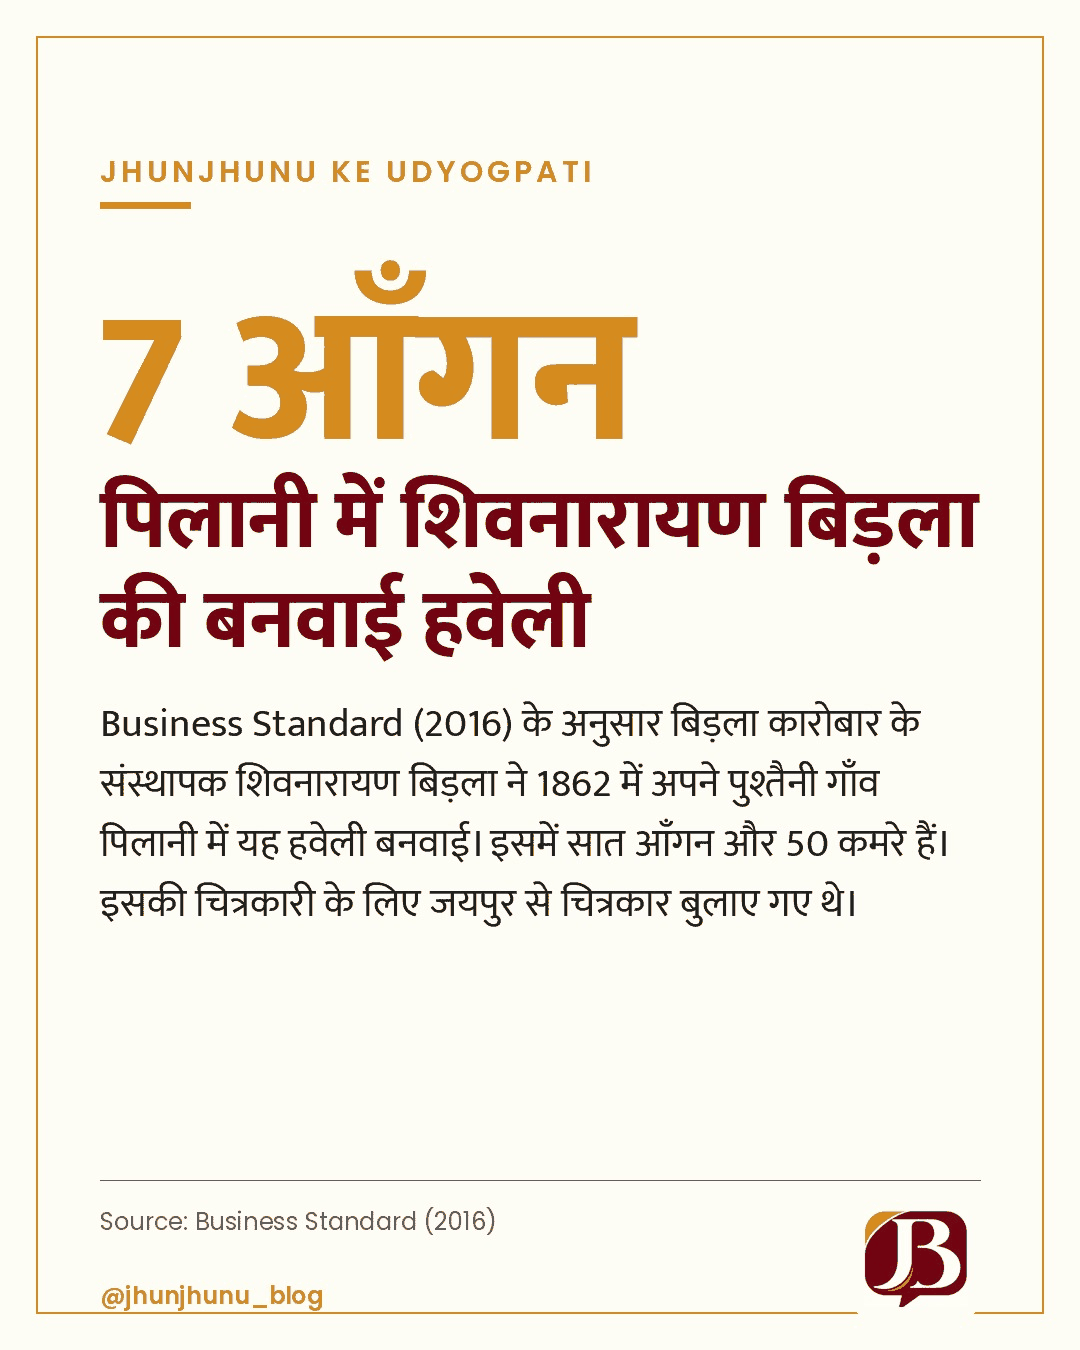 JHUNJHUNU KE UDYOGPATI
7 आँगन
पिलानी में शिवनारायण बिड़ला
की बनवाई हवेली
Business Standard (2016) के अनुसार बिड़ला कारोबार के
संस्थापक शिवनारायण बिड़ला ने 1862 में अपने पुश्तैनी गाँव
पिलानी में यह हवेली बनवाई। इसमें सात आँगन और 50 कमरे हैं।
इसकी चित्रकारी के लिए जयपुर से चित्रकार बुलाए गए थे।
Source: Business Standard (2016)
JB
@jhunjhunu_blog